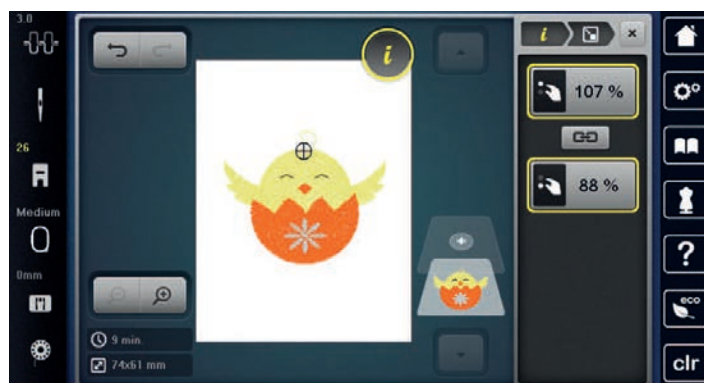 3.0
26
Medium
0mm
i
9 min.
74x61 mm
i
107 %
88 %
?
eco
clr